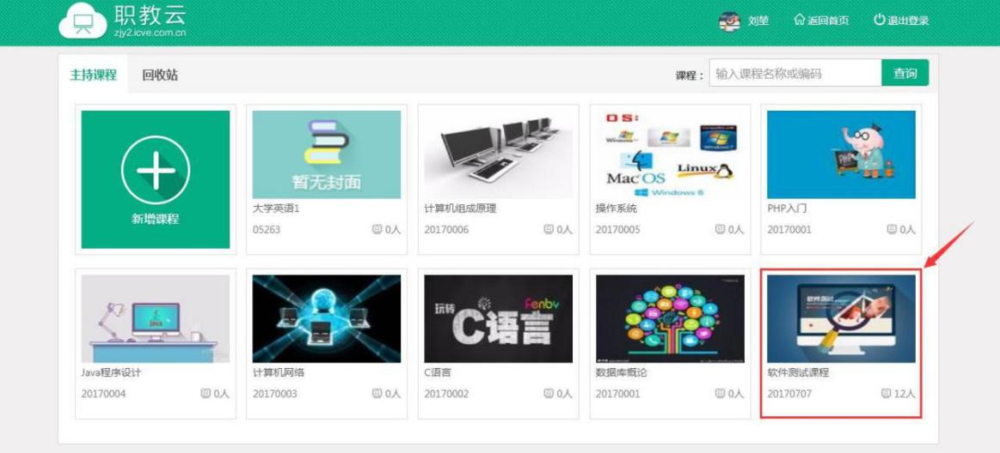 职教云
zjy2.icve.com.cn
刘堃
返回首页
退出登录
主持课程
回收站
课程：
输入课程名称或编码
查询
新增课程
暂无封面
大学英语1
05263
0人
计算机组成原理
20170006
0人
OS:
Windows 7
Mac OS
Linux
Windows 8
操作系统
20170005
0人
PHP
PHP入门
20170001
0人
java
Java程序设计
20170004
0人
计算机网络
20170003
0人
玩转
C语言
Fenby
C语言
20170002
0人
数据库概论
20170001
0人
软件测试
软件测试课程
20170707
12人